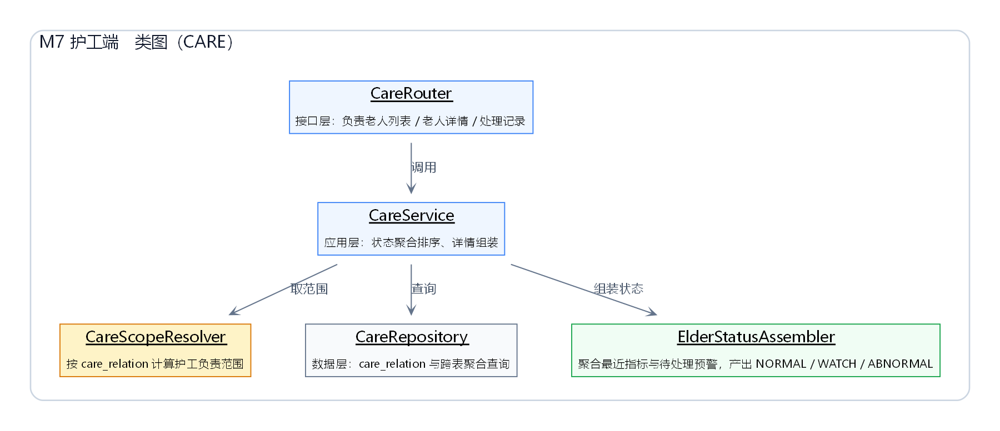 M7 护工端　类图（CARE）
CareRouter
接口层：负责老人列表 / 老人详情 / 处理记录
调用
CareService
应用层：状态聚合排序、详情组装
取范围
查询
组装状态
CareScopeResolver
按 care_relation 计算护工负责范围
CareRepository
数据层：care_relation 与跨表聚合查询
ElderStatusAssembler
聚合最近指标与待处理预警，产出 NORMAL / WATCH / ABNORMAL